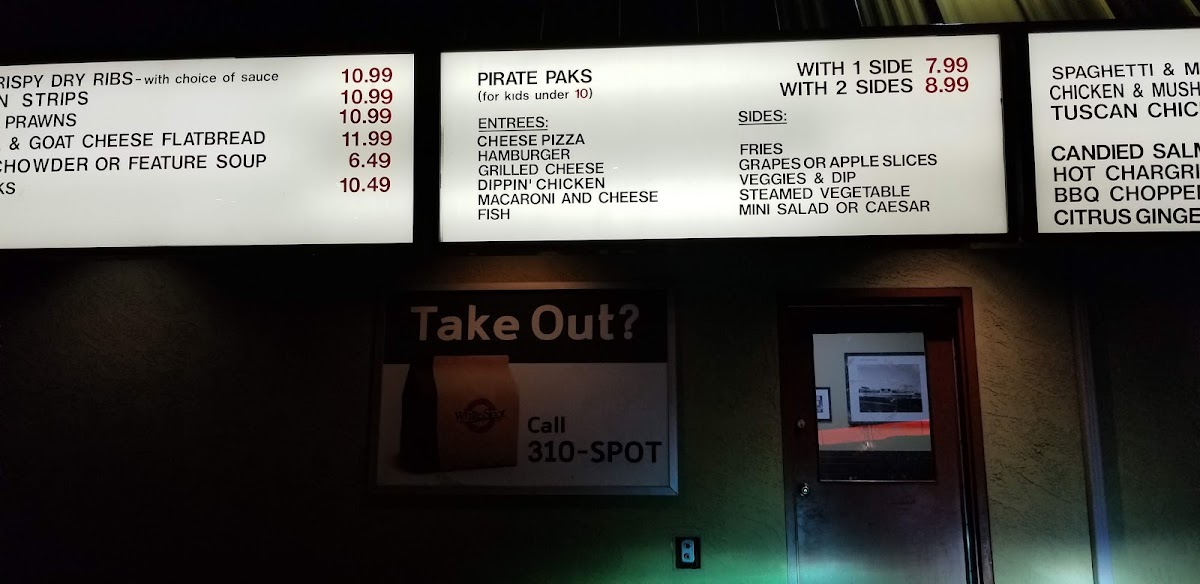 RISPY DRY RIBS - with choice of sauce 10.99
N STRIPS 10.99
PRAWNS 10.99
& GOAT CHEESE FLATBREAD 11.99
CHOWDER OR FEATURE SOUP 6.49
KS 10.49
PIRATE PAKS
(for kids under 10)
WITH 1 SIDE 7.99
WITH 2 SIDES 8.99
ENTREES:
CHEESE PIZZA
HAMBURGER
GRILLED CHEESE
DIPPIN' CHICKEN
MACARONI AND CHEESE
FISH
SIDES:
FRIES
GRAPES OR APPLE SLICES
VEGGIES & DIP
STEAMED VEGETABLE
MINI SALAD OR CAESAR
SPAGHETTI & M
CHICKEN & MUSH
TUSCAN CHIC
CANDIED SALM
HOT CHARGRI
BBQ CHOPPE
CITRUS GINGE
Take Out?
Call
310-SPOT